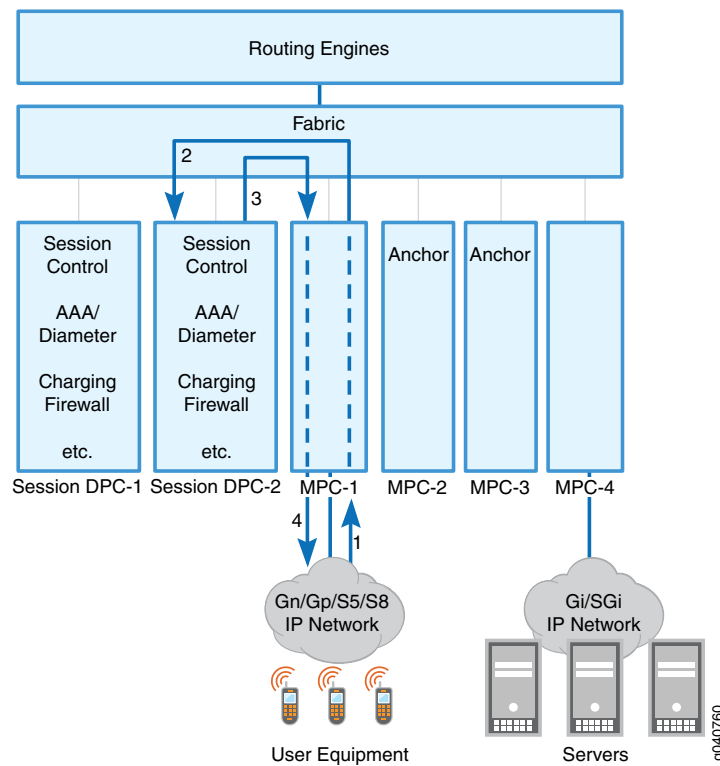 Routing Engines
Fabric
2
3
Session
Control
AAA/
Diameter
Charging
Firewall
etc.
Session DPC-1
Session
Control
AAA/
Diameter
Charging
Firewall
etc.
Session DPC-2
MPC-1
Anchor
MPC-2
Anchor
MPC-3
MPC-4
4
1
Gn/Gp/S5/S8
IP Network
Gi/SGi
IP Network
User Equipment
Servers
g040760